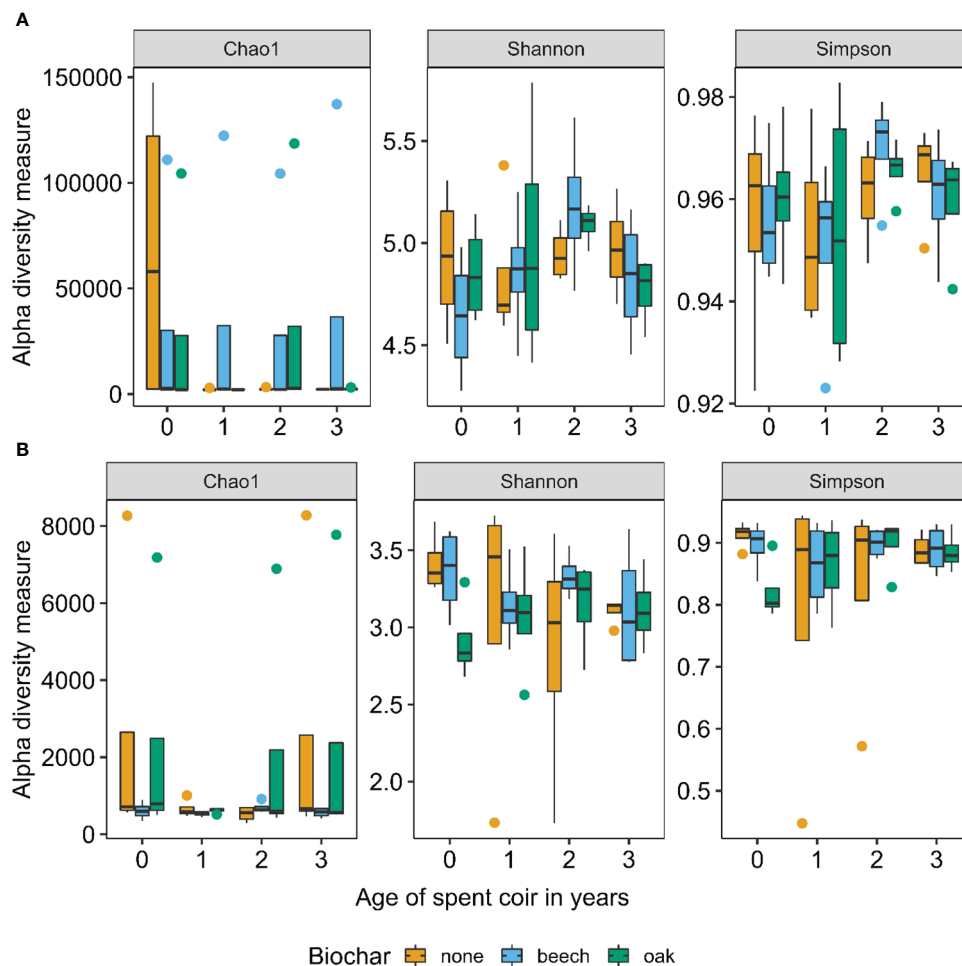 A
Chao1 Shannon Simpson
Alpha diversity measure
150000
100000
50000
0
5.5
5.0
4.5
0.98
0.96
0.94
0.92
0 1 2 3 0 1 2 3 0 1 2 3
B
Chao1 Shannon Simpson
Alpha diversity measure
8000
6000
4000
2000
0
3.5
3.0
2.5
2.0
0.9
0.8
0.7
0.6
0.5
0 1 2 3 0 1 2 3 0 1 2 3
Age of spent coir in years
Biochar none beech oak